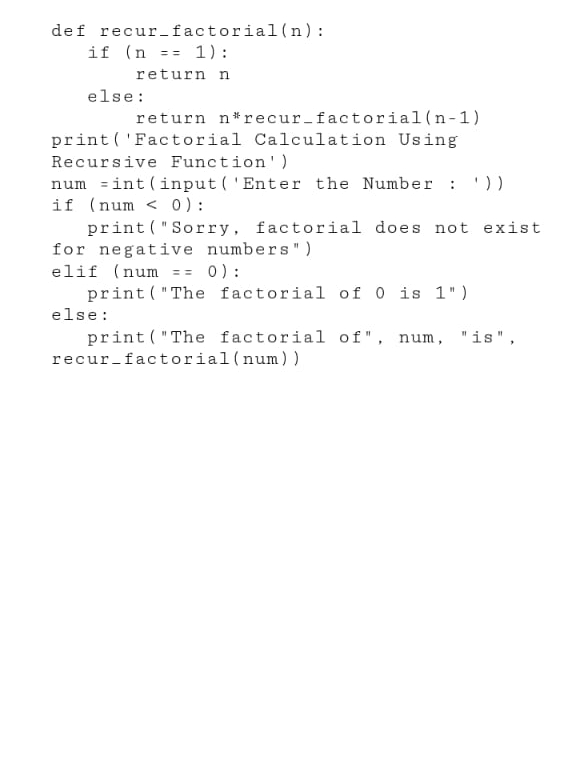 def recur_factorial(n):
   if (n == 1):
       return n
   else:
       return n*recur_factorial(n-1)
print('Factorial Calculation Using
Recursive Function')
num =int(input('Enter the Number : '))
if (num < 0):
   print("Sorry, factorial does not exist
for negative numbers")
elif (num == 0):
   print("The factorial of 0 is 1")
else:
   print("The factorial of", num, "is",
recur_factorial(num))